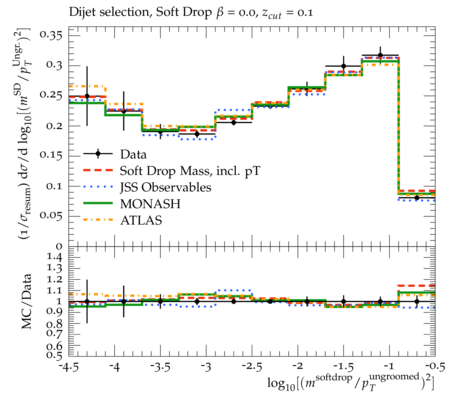 Dijet selection, Soft Drop β = 0.0, z_cut = 0.1
(1/σ_resum) dσ/d log₁₀[(m^SD/p_T^Ungr.)²]
0.35
0.3
0.25
0.2
0.15
0.1
0.05
0
Data
Soft Drop Mass, incl. pT
JSS Observables
MONASH
ATLAS
MC/Data
1.4
1.3
1.2
1.1
1.0
0.9
0.8
0.7
0.6
0.5
-4.5 -4 -3.5 -3 -2.5 -2 -1.5 -1 -0.5
log₁₀[(m^softdrop/p_T^ungroomed)²]